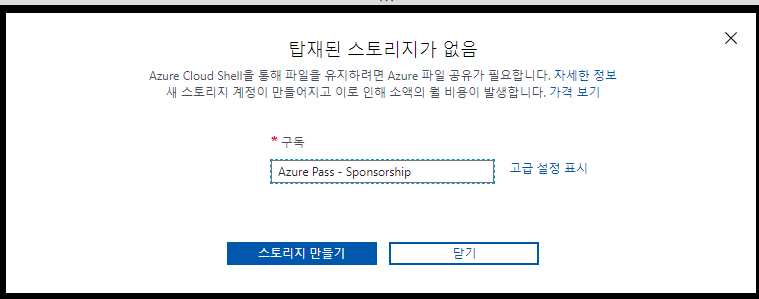 탑재된 스토리지가 없음
Azure Cloud Shell을 통해 파일을 유지하려면 Azure 파일 공유가 필요합니다. 자세한 정보
새 스토리지 계정이 만들어지고 이로 인해 소액의 월 비용이 발생합니다. 가격 보기
* 구독
Azure Pass - Sponsorship
고급 설정 표시
스토리지 만들기
닫기